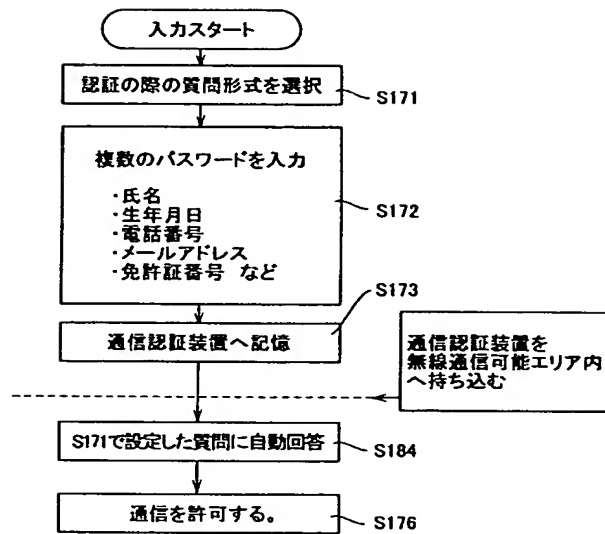 入力スタート
認証の際の質問形式を選択
S171
複数のパスワードを入力
・氏名
・生年月日
・電話番号
・メールアドレス
・免許証番号 など
S172
S173
通信認証装置へ記憶
通信認証装置を
無線通信可能エリア内
へ持ち込む
S171で設定した質問に自動回答
S184
通信を許可する。
S176